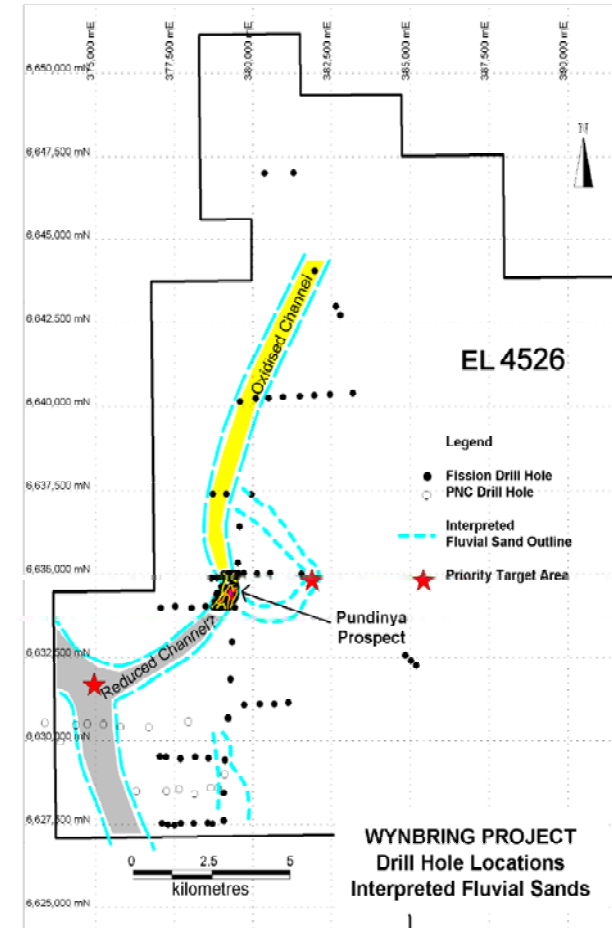 375,000 mE
377,500 mE
380,000 mE
382,500 mE
385,000 mE
387,500 mE
390,000 mE
6,650,000 mN
6,647,500 mN
6,645,000 mN
6,642,500 mN
6,640,000 mN
6,637,500 mN
6,635,000 mN
6,632,500 mN
6,630,000 mN
6,627,500 mN
6,625,000 mN
N
Oxidised Channel
EL 4526
Legend
Fission Drill Hole
PNC Drill Hole
Interpreted
Fluvial Sand Outline
Priority Target Area
Pundinya
Prospect
Reduced Channel?
0 2.5 5
kilometres
WYNBRING PROJECT
Drill Hole Locations
Interpreted Fluvial Sands